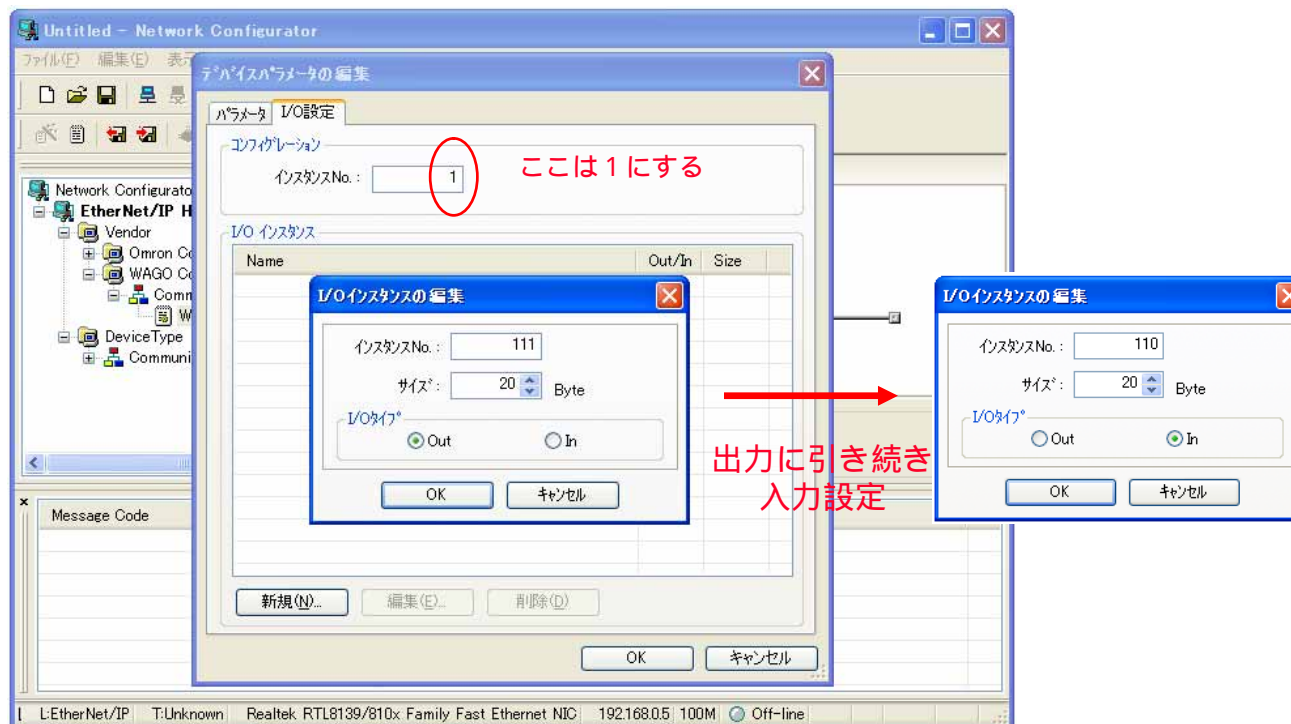 Untitled - Network Configurator
ファイル(F) 編集(E) 表示
デバイスパラメータの編集
パラメータ I/O設定
コンフィグレーション
インスタンスNo. : 1
ここは1にする
Network Configurato
EtherNet/IP H
Vendor
Omron Co
WAGO Co
Comm
W
DeviceType
Communi
I/O インスタンス
Name Out/In Size
I/Oインスタンスの編集
インスタンスNo. : 111
サイズ : 20 Byte
I/Oタイプ
Out In
OK キャンセル
出力に引き続き
入力設定
I/Oインスタンスの編集
インスタンスNo. : 110
サイズ : 20 Byte
I/Oタイプ
Out In
OK キャンセル
Message Code
新規(N)... 編集(E)... 削除(D)
OK キャンセル
L:EtherNet/IP T:Unknown Realtek RTL8139/810x Family Fast Ethernet NIC 192.168.0.5 100M Off-line